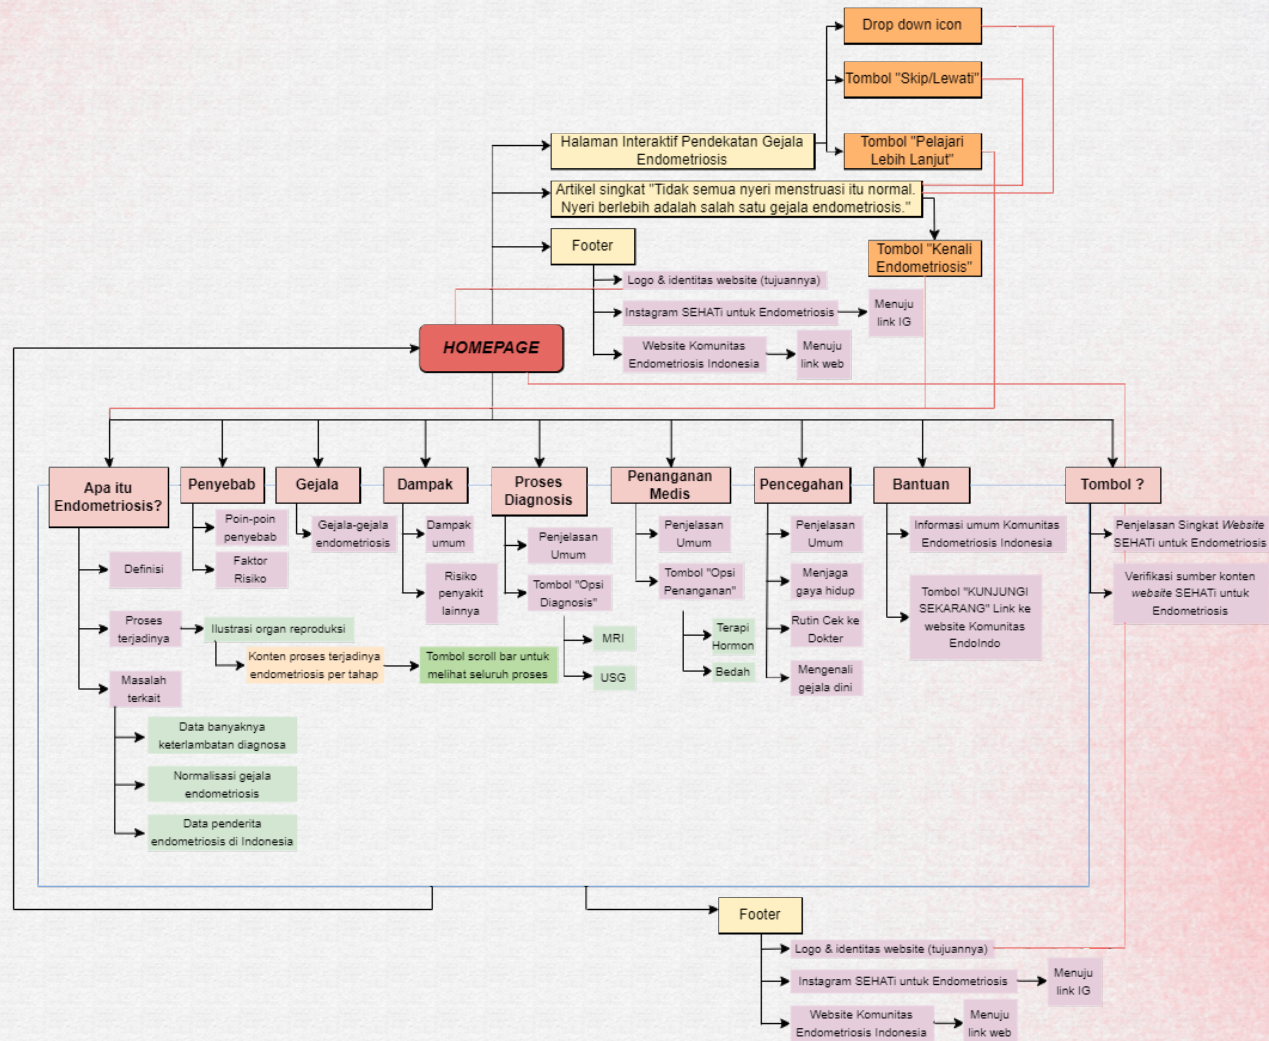 Drop down icon
Tombol "Skip/Lewati"
Halaman Interaktif Pendekatan Gejala
Endometriosis
Tombol "Pelajari
Lebih Lanjut"
Artikel singkat "Tidak semua nyeri menstruasi itu normal.
Nyeri berlebih adalah salah satu gejala endometriosis."
Footer
Tombol "Kenali
Endometriosis"
Logo & identitas website (tujuannya)
Instagram SEHATi untuk Endometriosis
Menuju
link IG
Website Komunitas
Endometriosis Indonesia
Menuju
link web
HOMEPAGE
Apa itu
Endometriosis?
Penyebab
Gejala
Dampak
Proses
Diagnosis
Penanganan
Medis
Pencegahan
Bantuan
Tombol ?
Definisi
Proses
terjadinya
Ilustrasi organ reproduksi
Konten proses terjadinya
endometriosis per tahap
Tombol scroll bar untuk
melihat seluruh proses
Masalah
terkait
Data banyaknya
keterlambatan diagnosa
Normalisasi gejala
endometriosis
Data penderita
endometriosis di Indonesia
Poin-poin
penyebab
Faktor
Risiko
Gejala-gejala
endometriosis
Dampak
umum
Risiko
penyakit
lainnya
Penjelasan
Umum
Tombol "Opsi
Diagnosis"
MRI
USG
Penjelasan
Umum
Tombol "Opsi
Penanganan"
Terapi
Hormon
Bedah
Penjelasan
Umum
Menjaga
gaya hidup
Rutin Cek ke
Dokter
Mengenali
gejala dini
Informasi umum Komunitas
Endometriosis Indonesia
Tombol "KUNJUNGI
SEKARANG" Link ke
website Komunitas
EndoIndo
Penjelasan Singkat Website
SEHATi untuk Endometriosis
Verifikasi sumber konten
website SEHATi untuk
Endometriosis
Footer
Logo & identitas website (tujuannya)
Instagram SEHATi untuk Endometriosis
Menuju
link IG
Website Komunitas
Endometriosis Indonesia
Menuju
link web